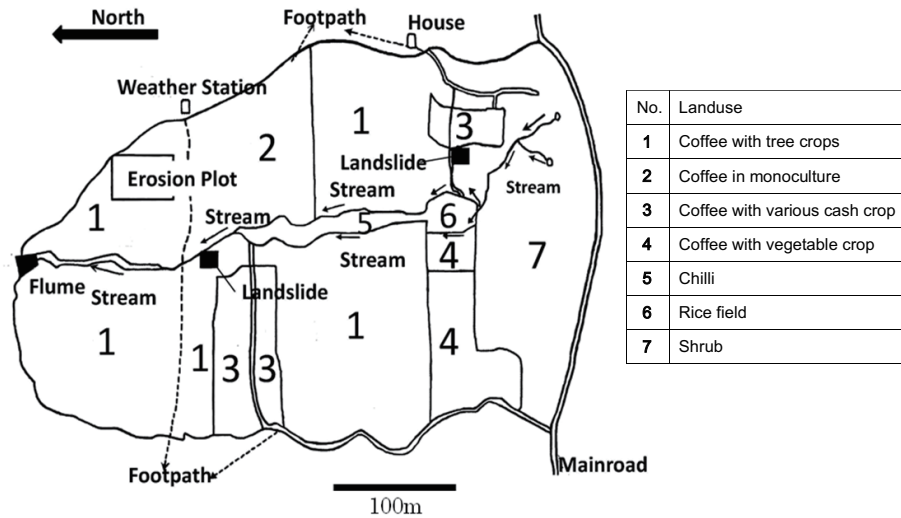 North
Footpath
House
Weather Station
1
3
2
Landslide
Erosion Plot
Stream
Stream
1
Stream
5
6
4
7
Stream
Flume
Stream
Landslide
1
1
3
3
1
4
Footpath
Mainroad
100m
No. Landuse
1 Coffee with tree crops
2 Coffee in monoculture
3 Coffee with various cash crop
4 Coffee with vegetable crop
5 Chilli
6 Rice field
7 Shrub